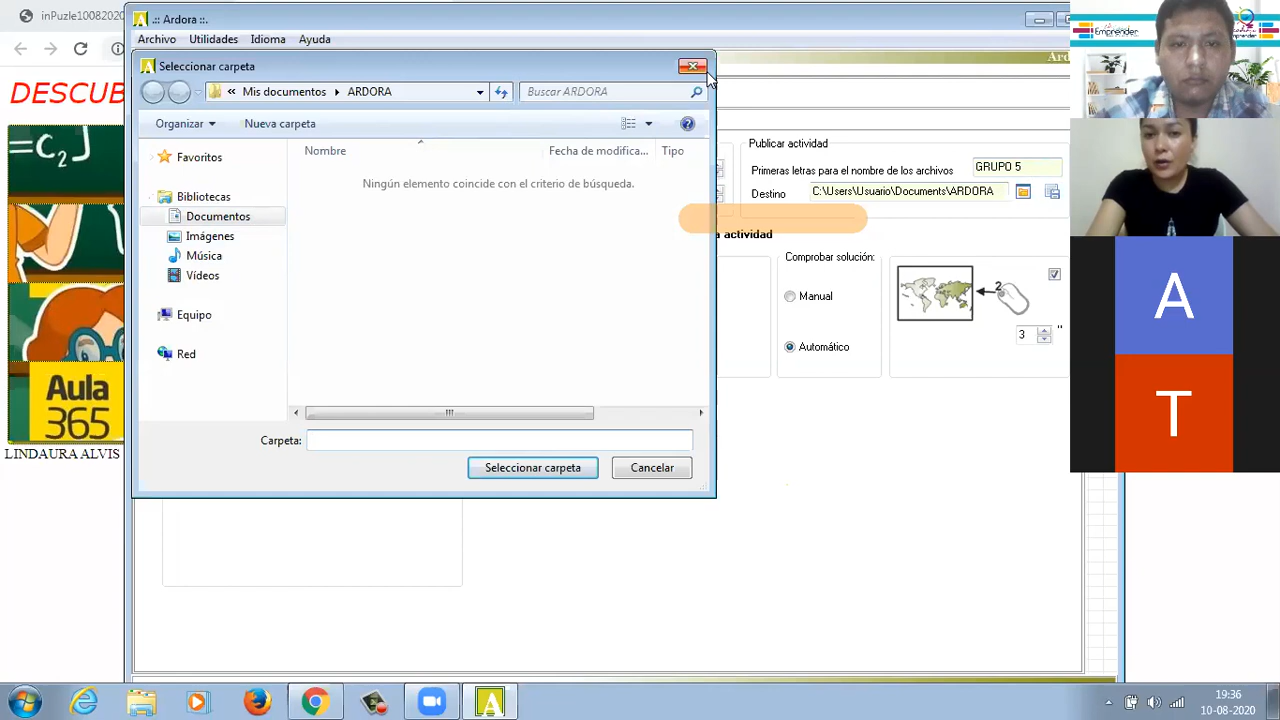 inPuzle10082020
.:: Ardora ::.
Archivo Utilidades Idioma Ayuda
Seleccionar carpeta
« Mis documentos ARDORA
Buscar ARDORA
Organizar Nueva carpeta
Nombre Fecha de modifica... Tipo
Ningún elemento coincide con el criterio de búsqueda.
Favoritos
Bibliotecas
Documentos
Imágenes
Música
Vídeos
Equipo
Red
Carpeta:
Seleccionar carpeta Cancelar
DESCUB
=C2J
Aula
365
LINDAURA ALVIS
Publicar actividad
Primeras letras para el nombre de los archivos GRUPO 5
Destino C:\Users\Usuario\Documents\ARDORA
a actividad
Comprobar solución:
Manual
Automático
2
3 "
Emprender
Emprender
A
T
19:36
10-08-2020